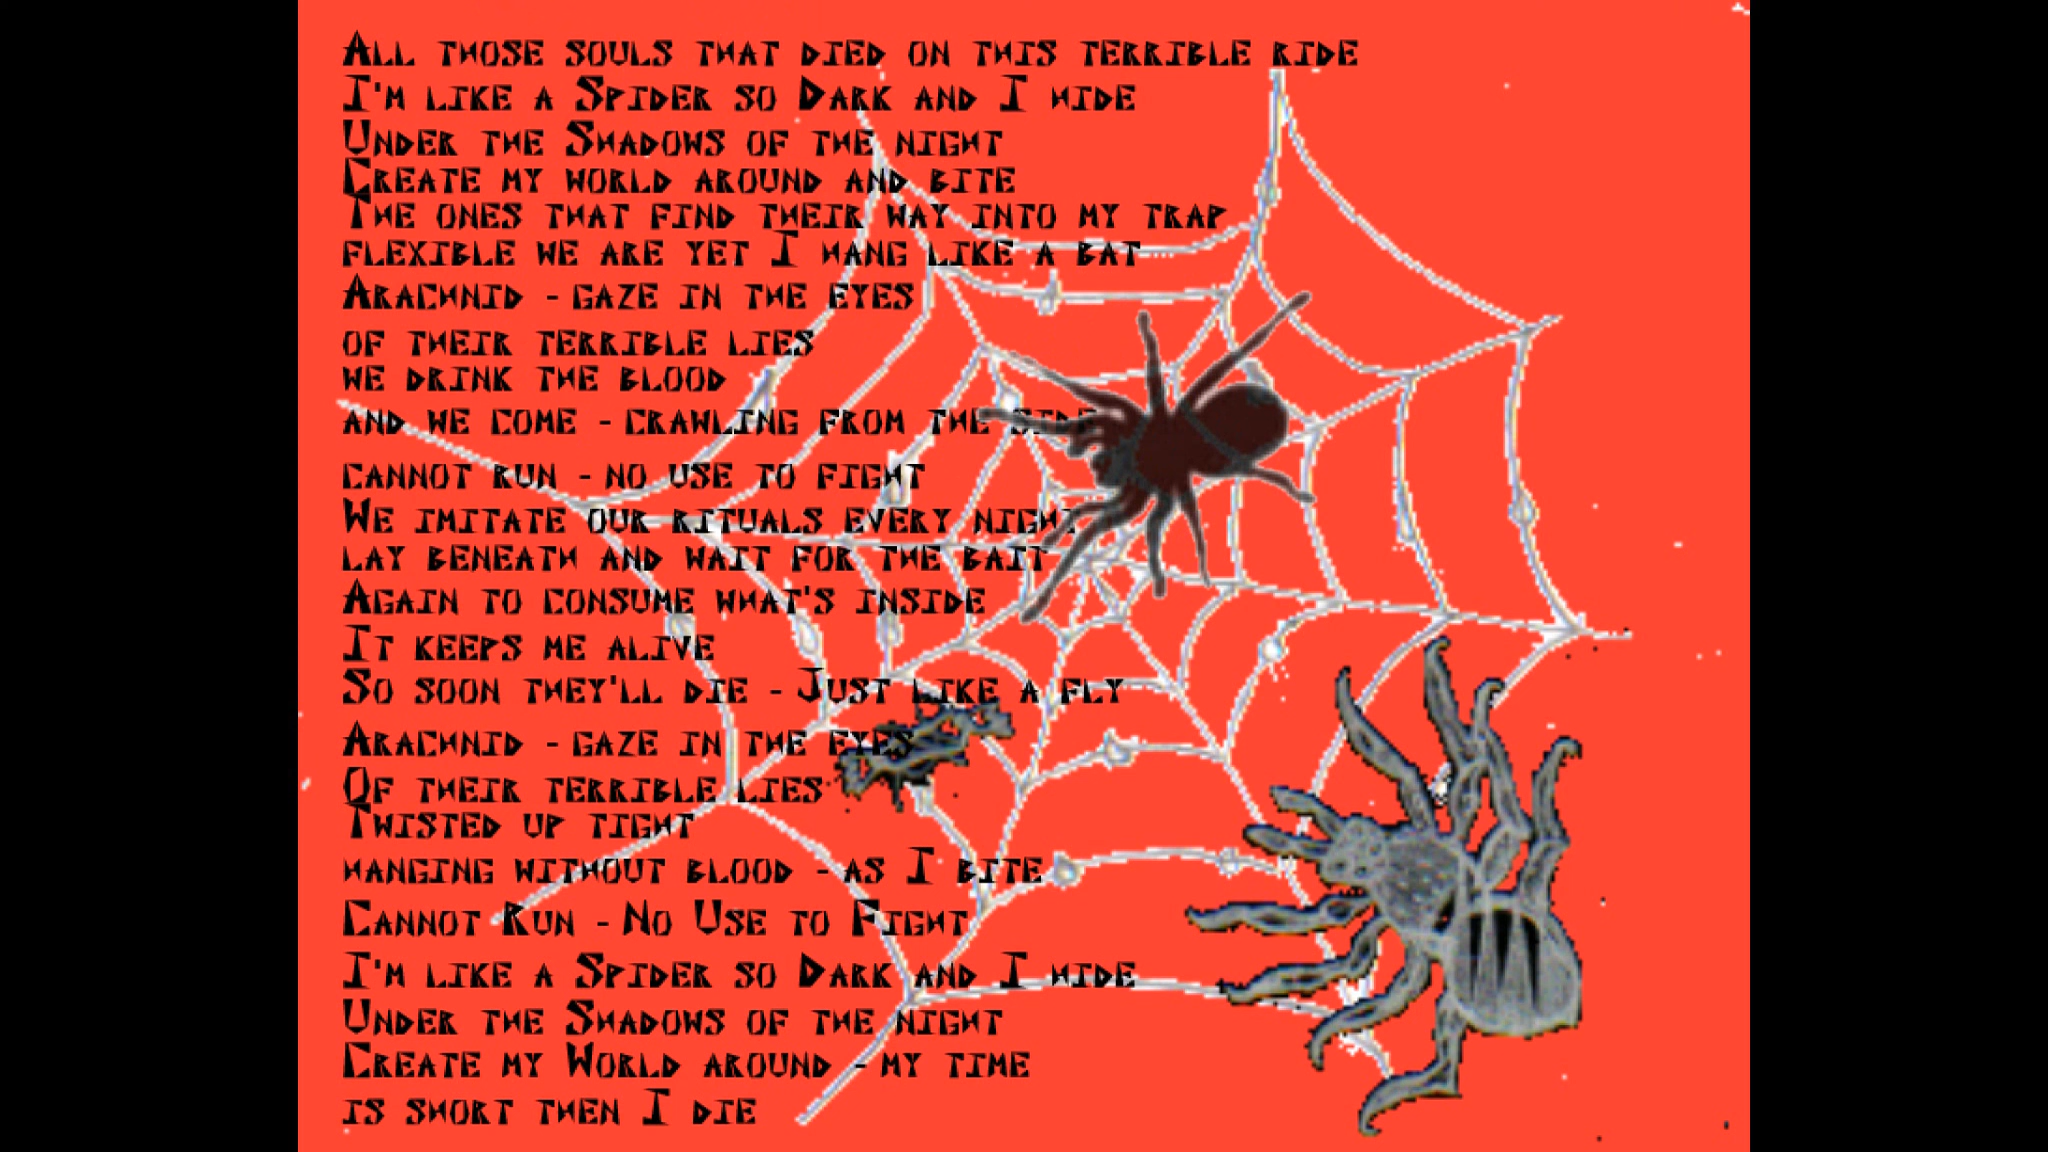 All those souls that died on this terrible ride
I'm like a Spider so Dark and I hide
Under the Shadows of the night
Create my world around and bite
The ones that find their way into my trap
flexible we are yet I hang like a bat
Arachnid - gaze in the eyes
of their terrible lies
we drink the blood
and we come - crawling from the side
cannot run - no use to fight
We imitate our rituals every night
lay beneath and wait for the bait
Again to consume what's inside
It keeps me alive
So soon they'll die - Just like a fly
Arachnid - gaze in the eyes
Of their terrible lies
Twisted up tight
hanging without blood - as I bite
Cannot Run - No Use to Fight
I'm like a Spider so Dark and I hide
Under the Shadows of the night
Create my World around - my time
is short then I die